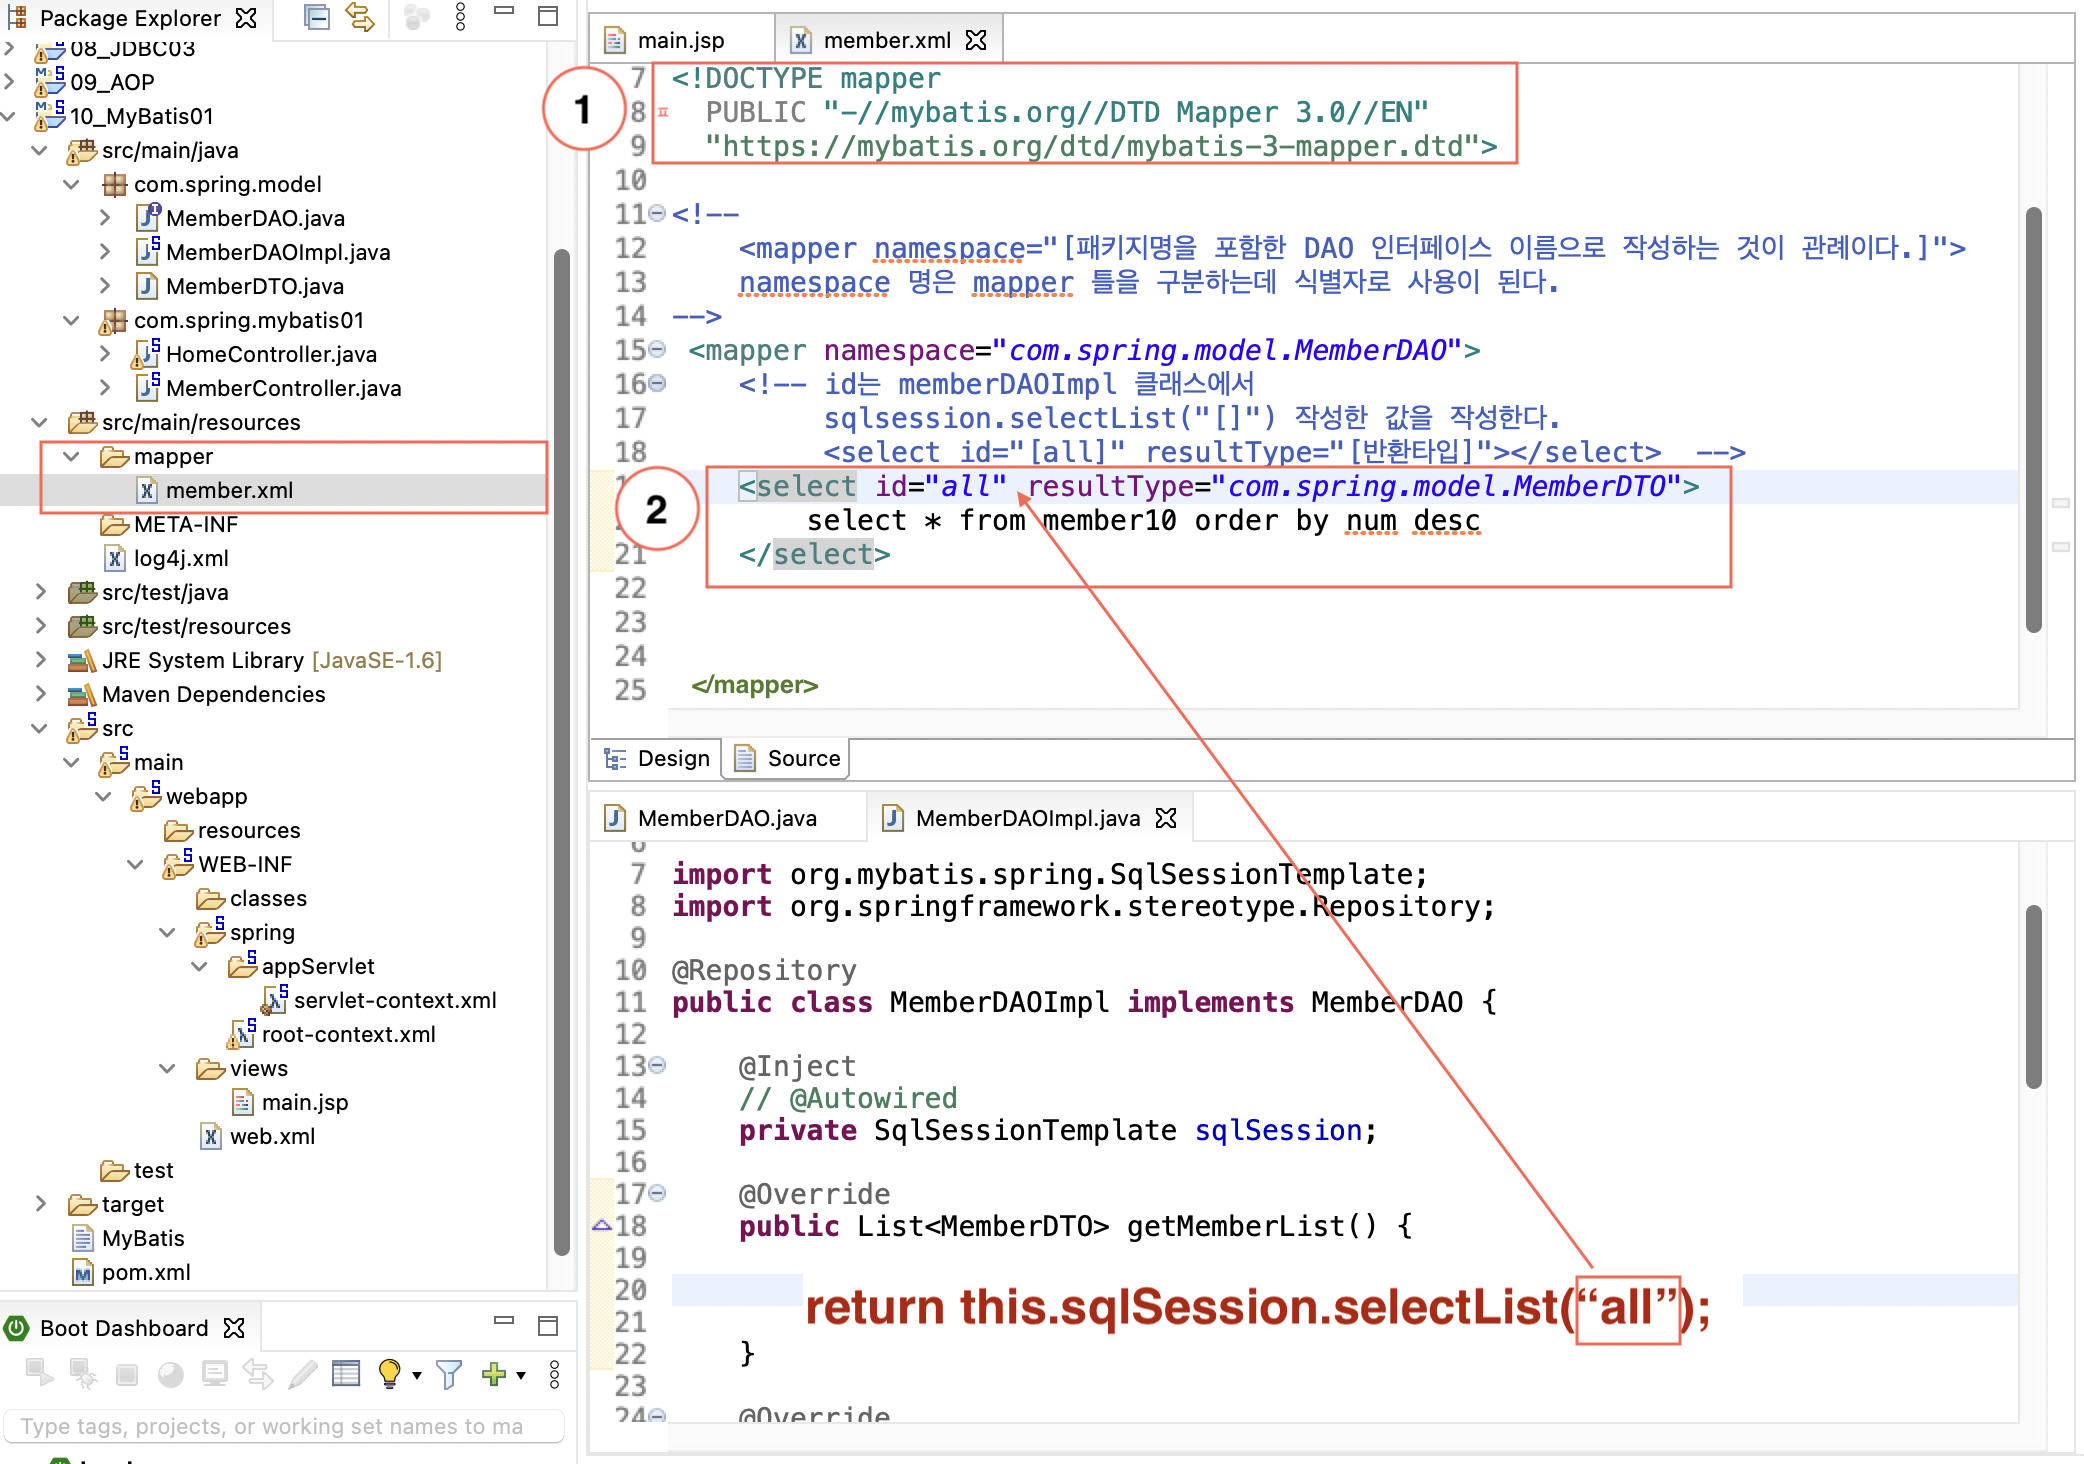 Package Explorer
08_JDBC03
09_AOP
10_MyBatis01
src/main/java
com.spring.model
MemberDAO.java
MemberDAOImpl.java
MemberDTO.java
com.spring.mybatis01
HomeController.java
MemberController.java
src/main/resources
mapper
member.xml
META-INF
log4j.xml
src/test/java
src/test/resources
JRE System Library [JavaSE-1.6]
Maven Dependencies
src
main
webapp
resources
WEB-INF
classes
spring
appServlet
servlet-context.xml
root-context.xml
views
main.jsp
web.xml
test
target
MyBatis
pom.xml
Boot Dashboard
Type tags, projects, or working set names to ma
main.jsp
member.xml
1
7 <!DOCTYPE mapper
8 PUBLIC "-//mybatis.org//DTD Mapper 3.0//EN"
9 "https://mybatis.org/dtd/mybatis-3-mapper.dtd">
10
11 <!--
12 <mapper namespace="[패키지명을 포함한 DAO 인터페이스 이름으로 작성하는 것이 관례이다.]">
13 namespace 명은 mapper 틀을 구분하는데 식별자로 사용이 된다.
14 -->
15 <mapper namespace="com.spring.model.MemberDAO">
16 <!-- id는 memberDAOImpl 클래스에서
17 sqlsession.selectList("[]") 작성한 값을 작성한다.
18 <select id="[all]" resultType="[반환타입]"></select> -->
2
<select id="all" resultType="com.spring.model.MemberDTO">
select * from member10 order by num desc
21 </select>
22
23
24
25 </mapper>
Design
Source
MemberDAO.java
MemberDAOImpl.java
6
7 import org.mybatis.spring.SqlSessionTemplate;
8 import org.springframework.stereotype.Repository;
9
10 @Repository
11 public class MemberDAOImpl implements MemberDAO {
12
13 @Inject
14 // @Autowired
15 private SqlSessionTemplate sqlSession;
16
17 @Override
18 public List<MemberDTO> getMemberList() {
19
20 return this.sqlSession.selectList(“all”);
21
22 }
23
24 @Override